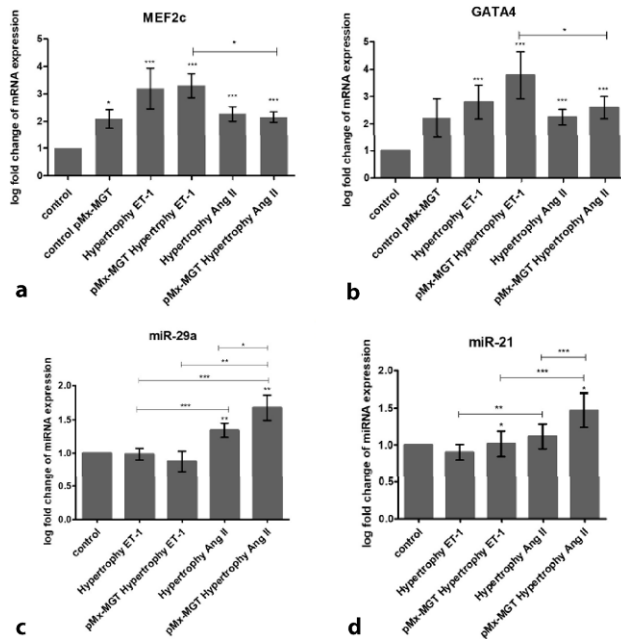 MEF2c
log fold change of mRNA expression
5
4
3
2
1
0
*
***
***
***
***
*
control
control pMx-MGT
Hypertrophy ET-1
pMx-MGT Hypertrophy ET-1
Hypertrophy Ang II
pMx-MGT Hypertrophy Ang II
a
GATA4
log fold change of mRNA expression
5
4
3
2
1
0
***
***
***
***
*
control
control pMx-MGT
Hypertrophy ET-1
pMx-MGT Hypertrophy ET-1
Hypertrophy Ang II
pMx-MGT Hypertrophy Ang II
b
miR-29a
log fold change of miRNA expression
2.0
1.5
1.0
0.5
0.0
*
**
***
***
**
**
control
Hypertrophy ET-1
pMx-MGT Hypertrophy ET-1
Hypertrophy Ang II
pMx-MGT Hypertrophy Ang II
c
miR-21
log fold change of miRNA expression
2.0
1.5
1.0
0.5
0.0
***
***
**
*
*
control
Hypertrophy ET-1
pMx-MGT Hypertrophy ET-1
Hypertrophy Ang II
pMx-MGT Hypertrophy Ang II
d